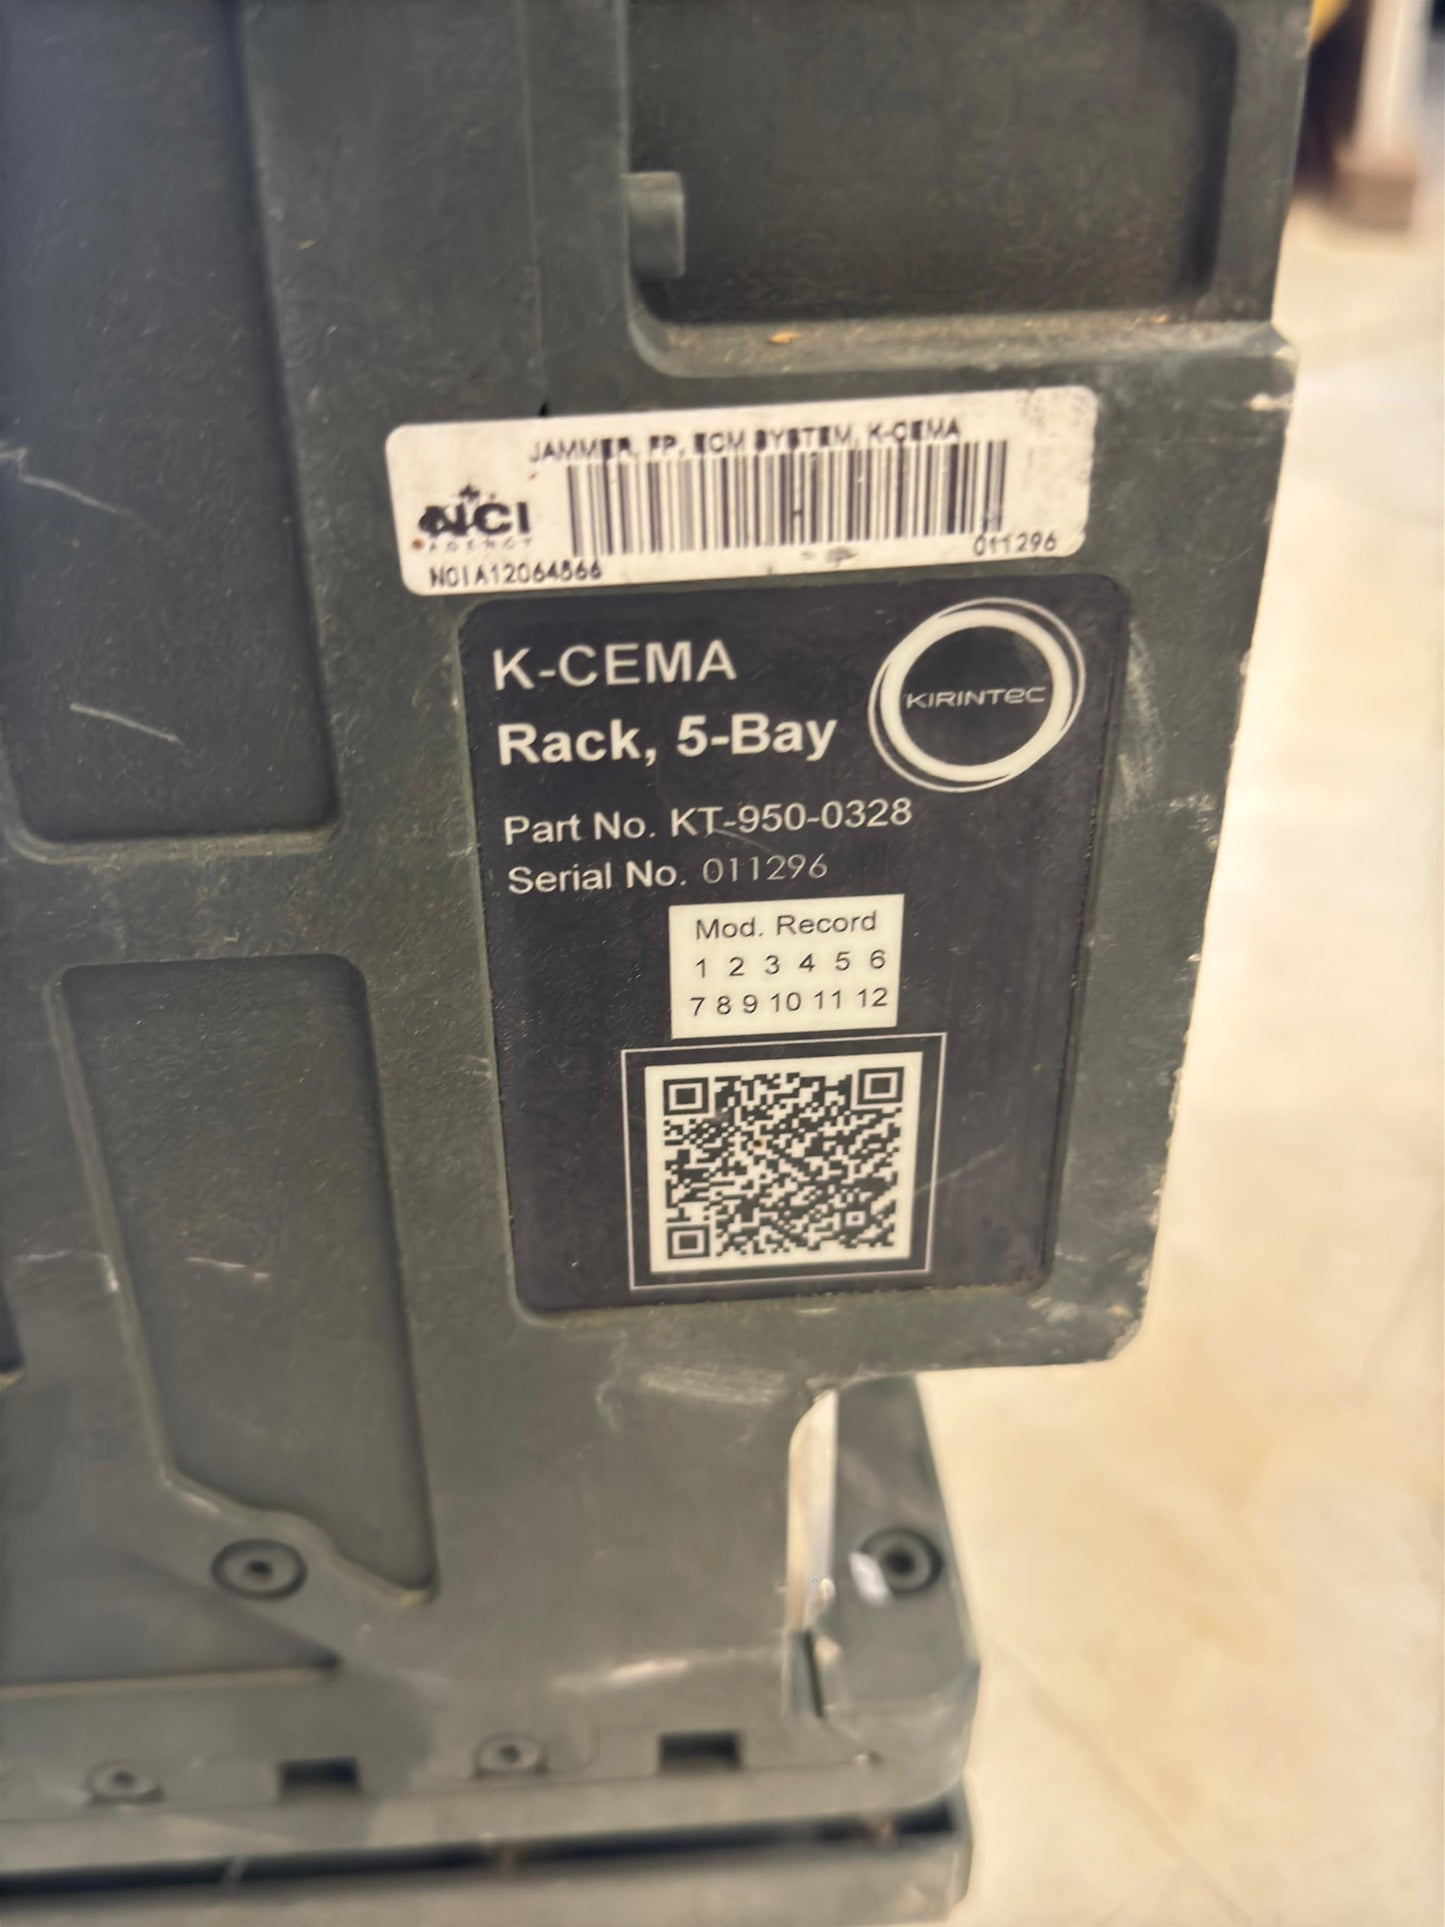 JAMMER, FP, ECM SYSTEM, K-CEMA
NCI
AGENCY
NCIA12064566
011296
K-CEMA
KIRINTEC
Rack, 5-Bay
Part No. KT-950-0328
Serial No. 011296
Mod. Record
1 2 3 4 5 6
7 8 9 10 11 12